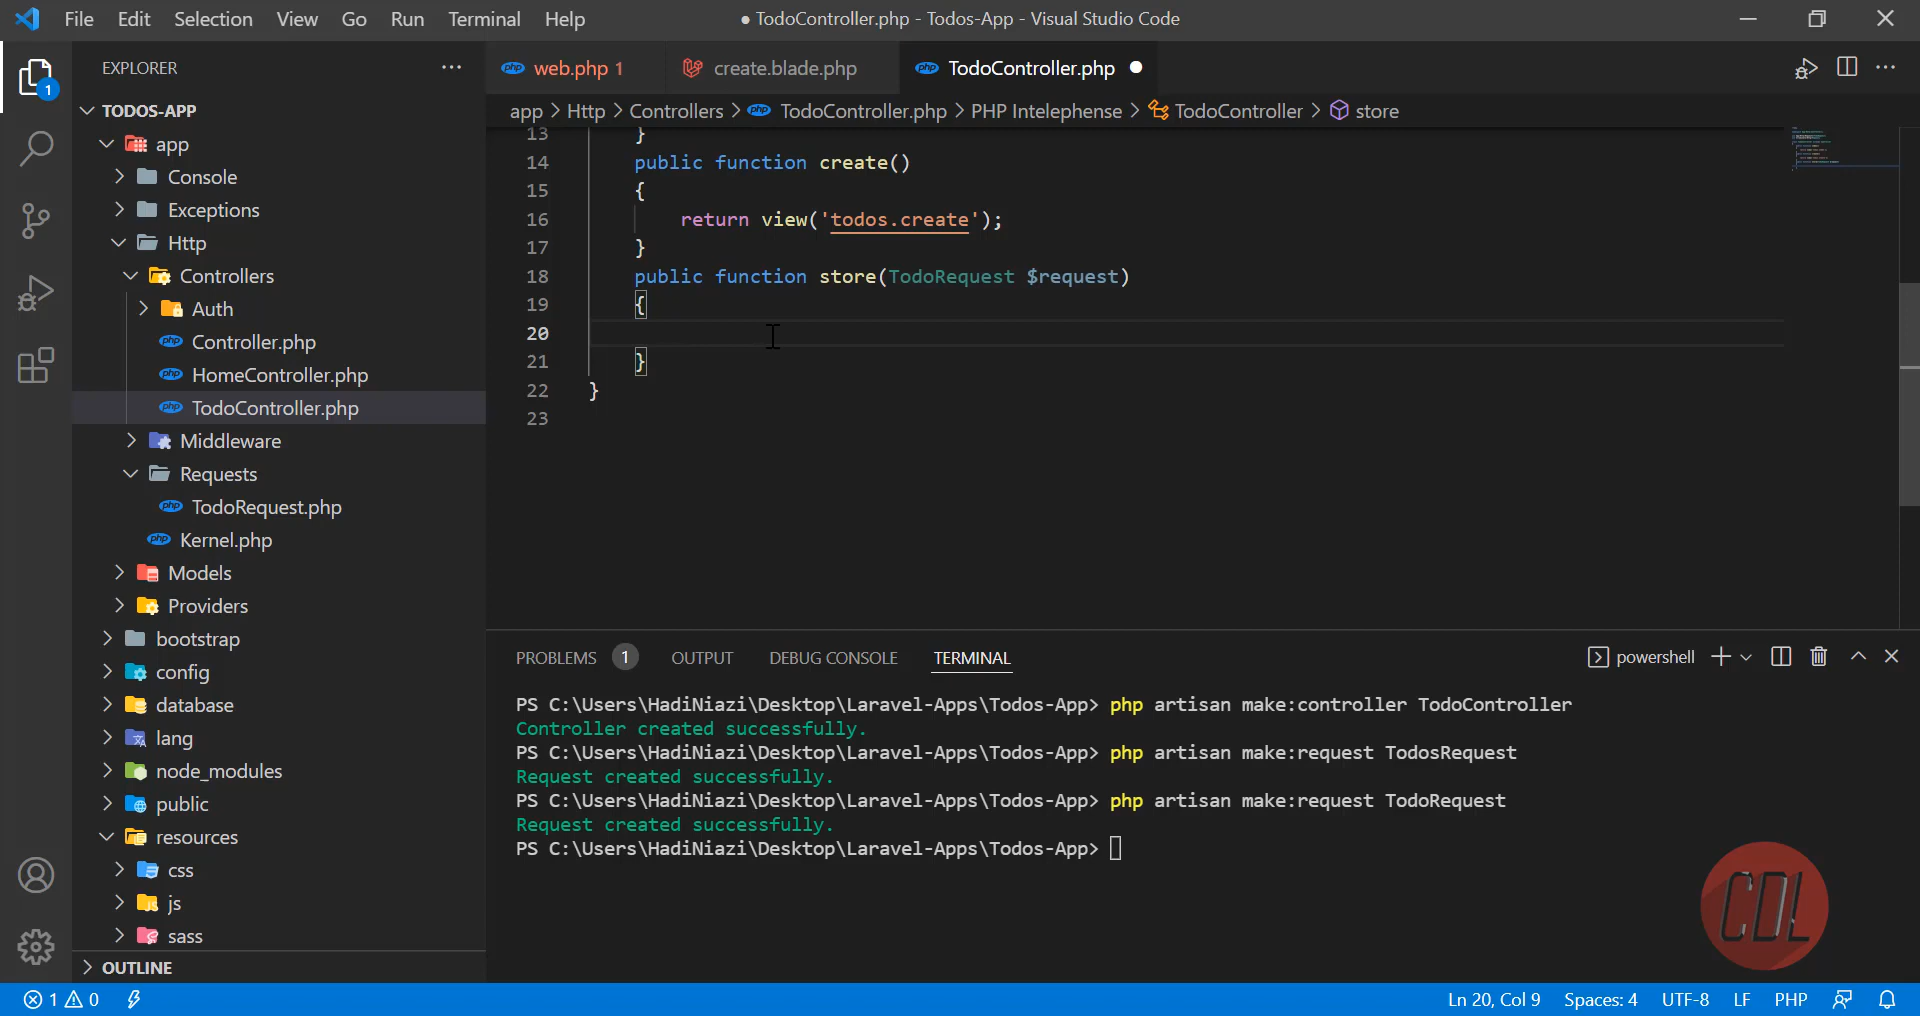 File Edit Selection View Go Run Terminal Help
● TodoController.php - Todos-App - Visual Studio Code
EXPLORER
web.php 1
create.blade.php
TodoController.php
app > Http > Controllers > TodoController.php > PHP Intelephense > TodoController > store
1
TODOS-APP
app
Console
Exceptions
Http
Controllers
Auth
Controller.php
HomeController.php
TodoController.php
Middleware
Requests
TodoRequest.php
Kernel.php
Models
Providers
bootstrap
config
database
lang
node_modules
public
resources
css
js
sass
OUTLINE
13 }
14 public function create()
15 {
16 return view('todos.create');
17 }
18 public function store(TodoRequest $request)
19 {
20
21 }
22 }
23
PROBLEMS 1 OUTPUT DEBUG CONSOLE TERMINAL
powershell
PS C:\Users\HadiNiazi\Desktop\Laravel-Apps\Todos-App> php artisan make:controller TodoController
Controller created successfully.
PS C:\Users\HadiNiazi\Desktop\Laravel-Apps\Todos-App> php artisan make:request TodosRequest
Request created successfully.
PS C:\Users\HadiNiazi\Desktop\Laravel-Apps\Todos-App> php artisan make:request TodoRequest
Request created successfully.
PS C:\Users\HadiNiazi\Desktop\Laravel-Apps\Todos-App>
CDL
1 0
Ln 20, Col 9 Spaces: 4 UTF-8 LF PHP